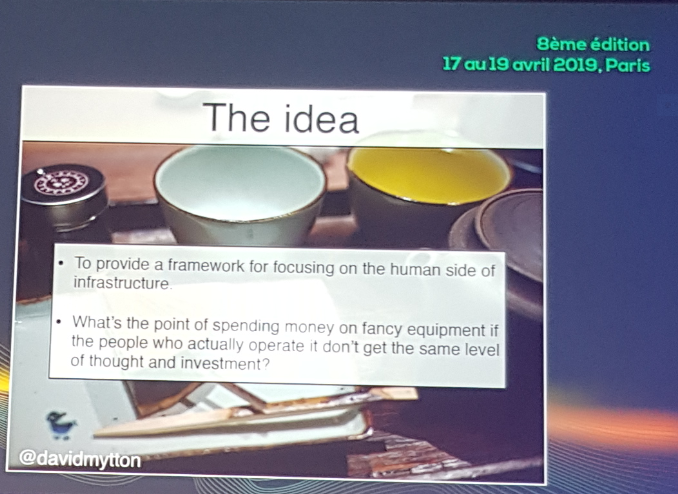 8ème édition
17 au 19 avril 2019, Paris
The idea
• To provide a framework for focusing on the human side of
infrastructure.
• What's the point of spending money on fancy equipment if
the people who actually operate it don't get the same level
of thought and investment?
@davidmytton